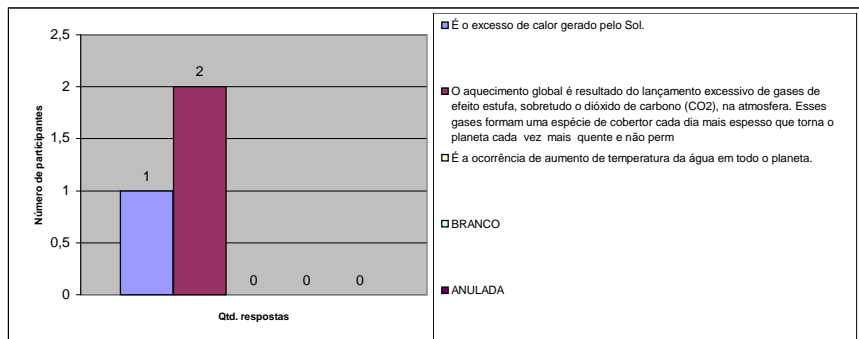 2,5
2
1,5
1
0,5
0
Número de participantes
1
2
0
0
0
Qtd. respostas
É o excesso de calor gerado pelo Sol.
O aquecimento global é resultado do lançamento excessivo de gases de
efeito estufa, sobretudo o dióxido de carbono (CO2), na atmosfera. Esses
gases formam uma espécie de cobertor cada dia mais espesso que torna o
planeta cada vez mais quente e não perm
É a ocorrência de aumento de temperatura da água em todo o planeta.
BRANCO
ANULADA